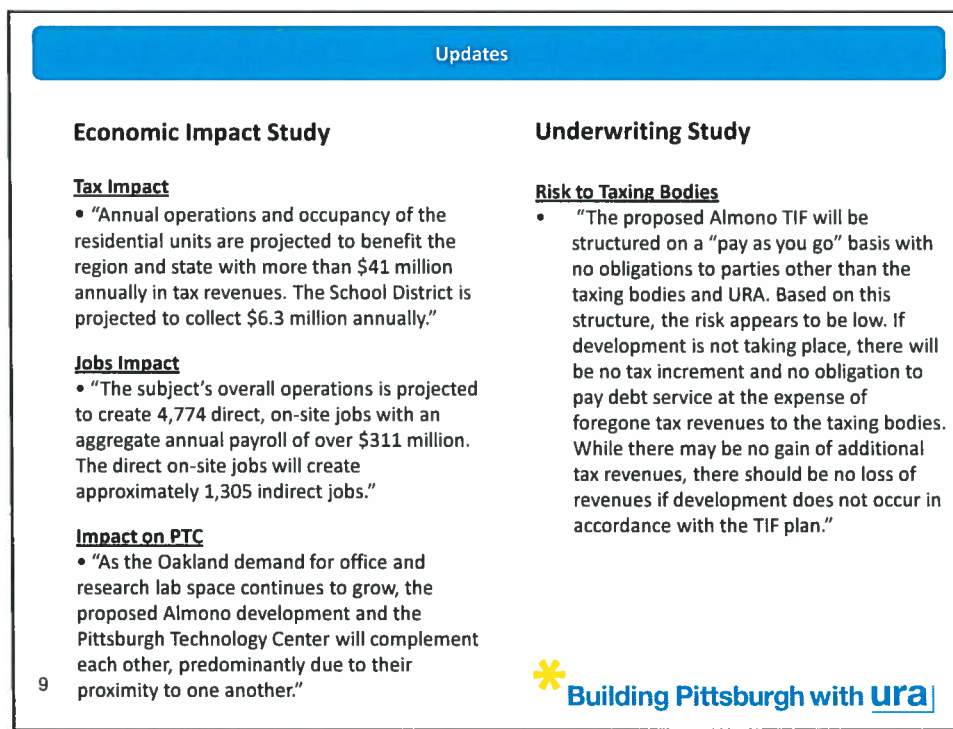 Updates
Economic Impact Study
Tax Impact
• "Annual operations and occupancy of the
residential units are projected to benefit the
region and state with more than $41 million
annually in tax revenues. The School District is
projected to collect $6.3 million annually."
Jobs Impact
• "The subject's overall operations is projected
to create 4,774 direct, on-site jobs with an
aggregate annual payroll of over $311 million.
The direct on-site jobs will create
approximately 1,305 indirect jobs."
Impact on PTC
• "As the Oakland demand for office and
research lab space continues to grow, the
proposed Almono development and the
Pittsburgh Technology Center will complement
each other, predominantly due to their
proximity to one another."
Underwriting Study
Risk to Taxing Bodies
• "The proposed Almono TIF will be
structured on a "pay as you go" basis with
no obligations to parties other than the
taxing bodies and URA. Based on this
structure, the risk appears to be low. If
development is not taking place, there will
be no tax increment and no obligation to
pay debt service at the expense of
foregone tax revenues to the taxing bodies.
While there may be no gain of additional
tax revenues, there should be no loss of
revenues if development does not occur in
accordance with the TIF plan."
9
Building Pittsburgh with ura